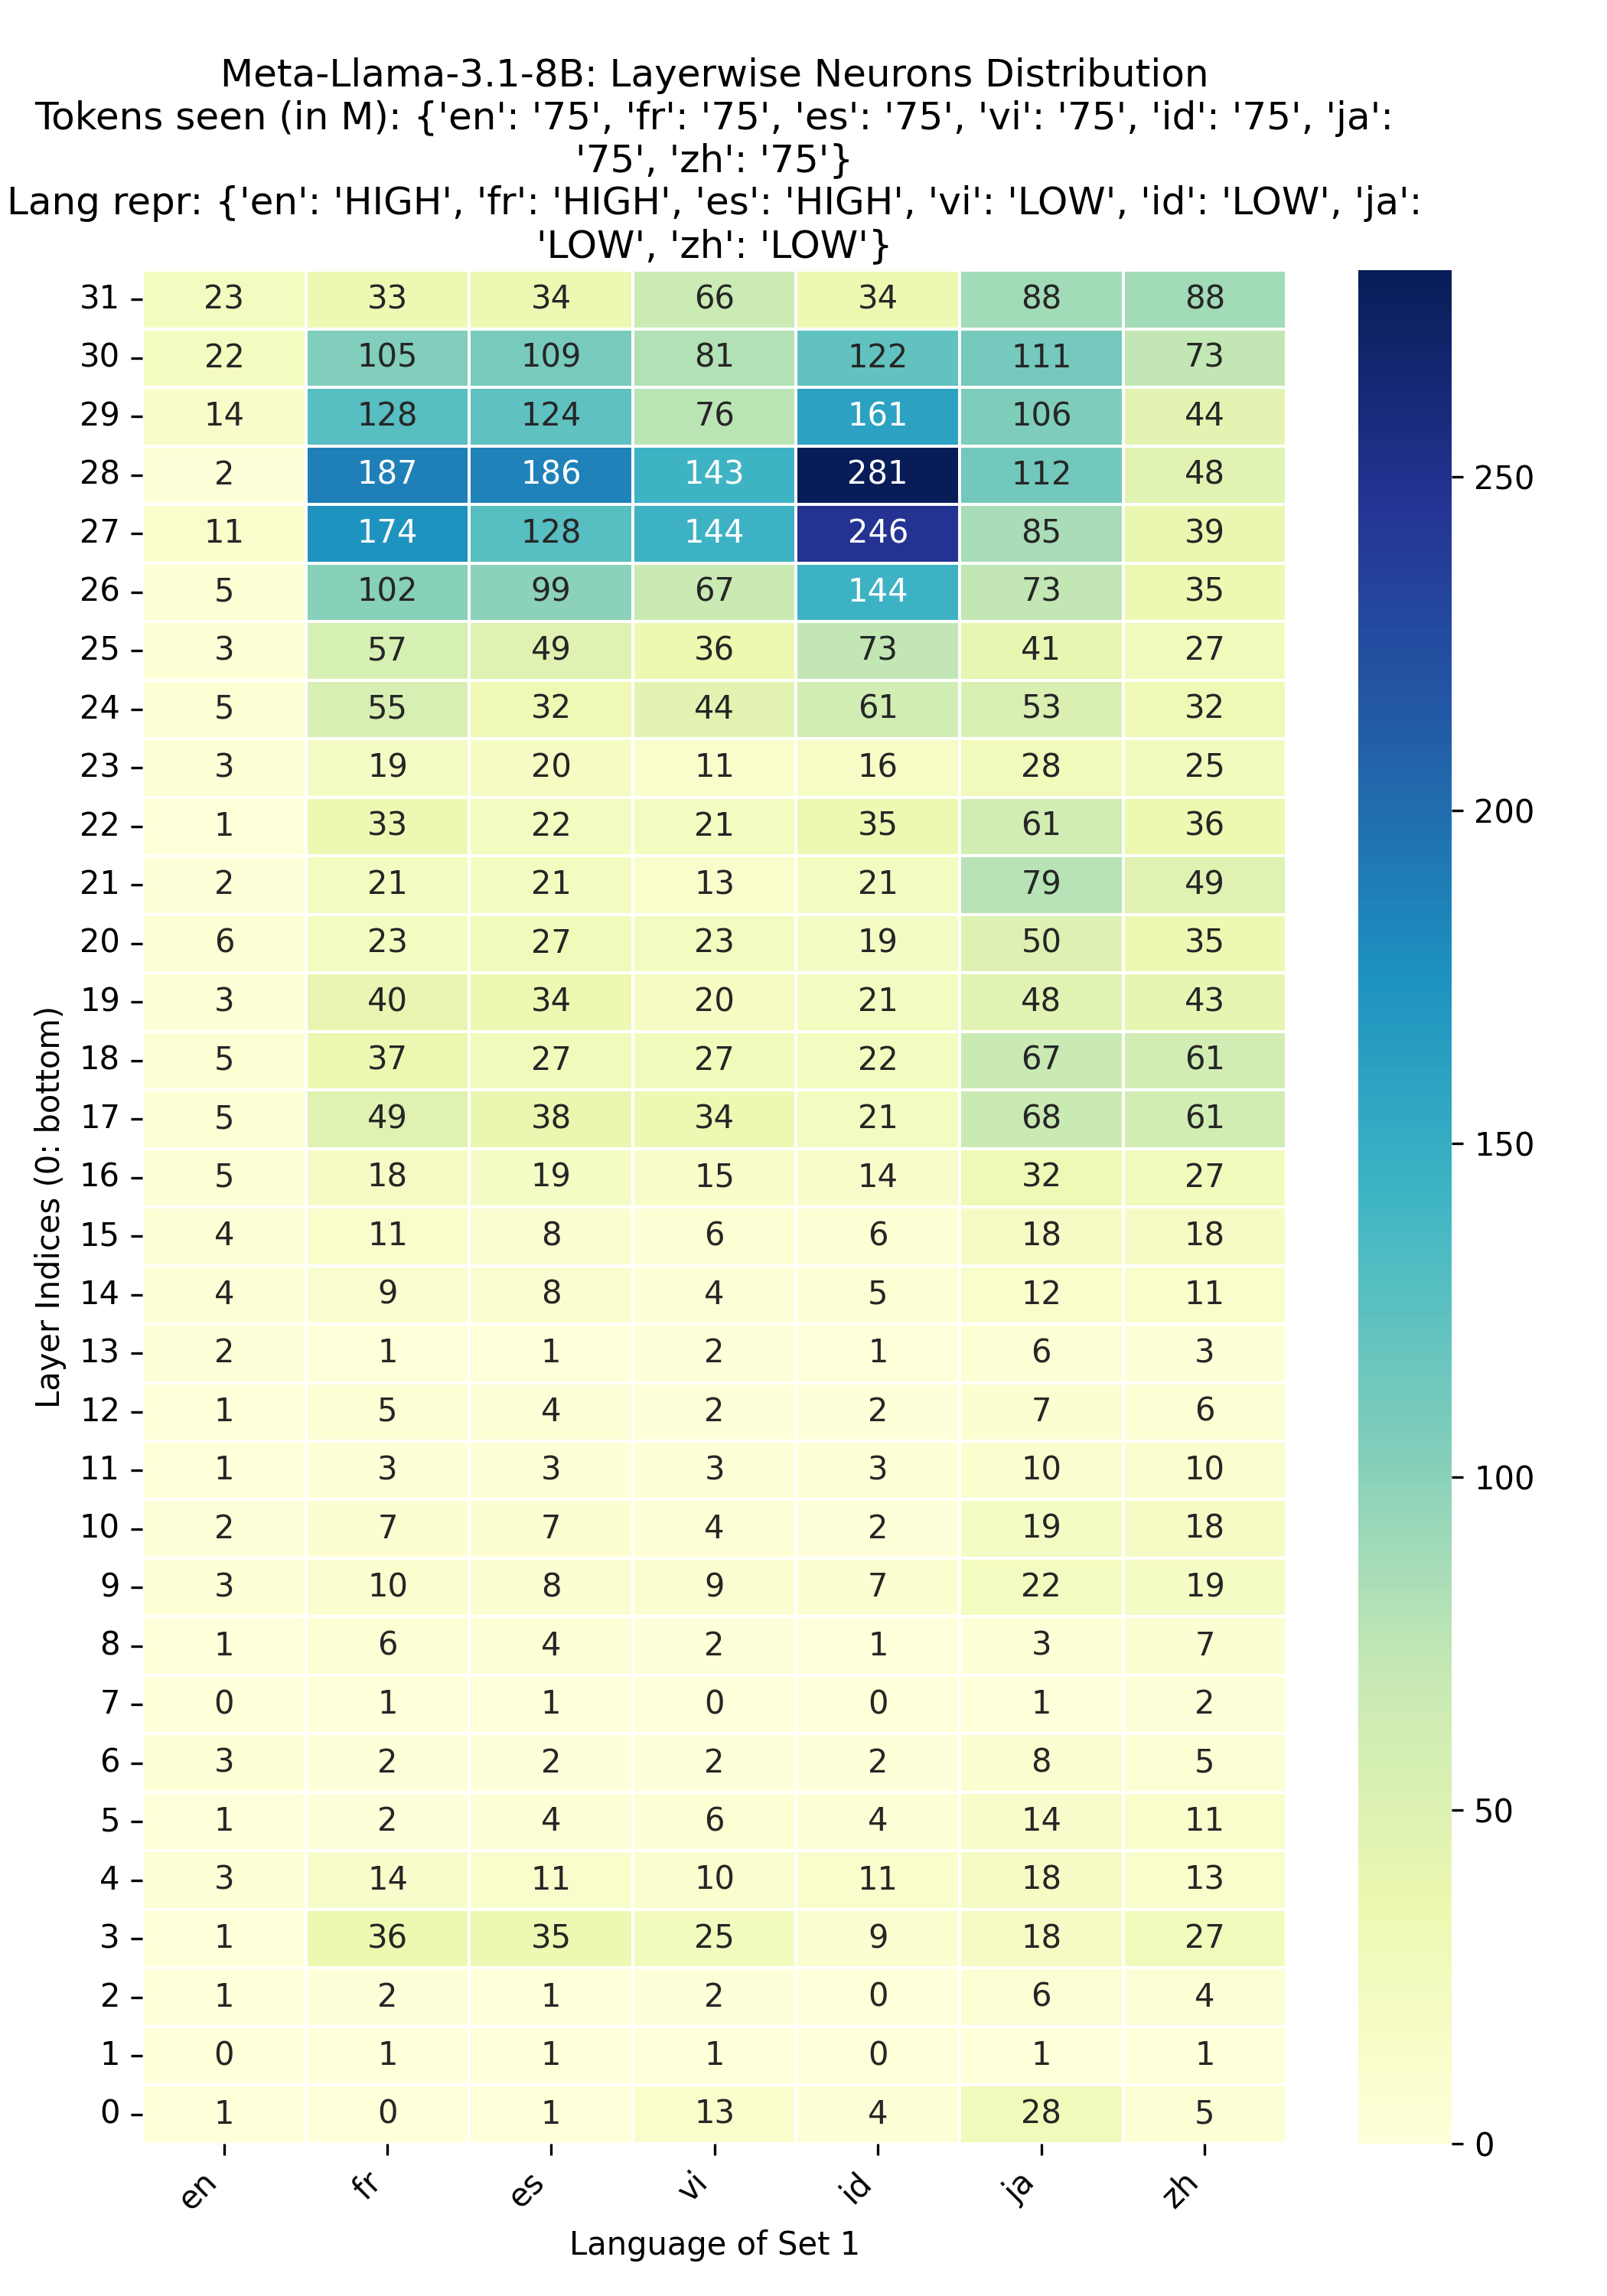 Meta-Llama-3.1-8B: Layerwise Neurons Distribution
Tokens seen (in M): {'en': '75', 'fr': '75', 'es': '75', 'vi': '75', 'id': '75', 'ja':
'75', 'zh': '75'}
Lang repr: {'en': 'HIGH', 'fr': 'HIGH', 'es': 'HIGH', 'vi': 'LOW', 'id': 'LOW', 'ja':
'LOW', 'zh': 'LOW'}
Layer Indices (0: bottom)
31 23 33 34 66 34 88 88
30 22 105 109 81 122 111 73
29 14 128 124 76 161 106 44
28 2 187 186 143 281 112 48
27 11 174 128 144 246 85 39
26 5 102 99 67 144 73 35
25 3 57 49 36 73 41 27
24 5 55 32 44 61 53 32
23 3 19 20 11 16 28 25
22 1 33 22 21 35 61 36
21 2 21 21 13 21 79 49
20 6 23 27 23 19 50 35
19 3 40 34 20 21 48 43
18 5 37 27 27 22 67 61
17 5 49 38 34 21 68 61
16 5 18 19 15 14 32 27
15 4 11 8 6 6 18 18
14 4 9 8 4 5 12 11
13 2 1 1 2 1 6 3
12 1 5 4 2 2 7 6
11 1 3 3 3 3 10 10
10 2 7 7 4 2 19 18
9 3 10 8 9 7 22 19
8 1 6 4 2 1 3 7
7 0 1 1 0 0 1 2
6 3 2 2 2 2 8 5
5 1 2 4 6 4 14 11
4 3 14 11 10 11 18 13
3 1 36 35 25 9 18 27
2 1 2 1 2 0 6 4
1 0 1 1 1 0 1 1
0 1 0 1 13 4 28 5
en fr es vi id ja zh
Language of Set 1
250
200
150
100
50
0